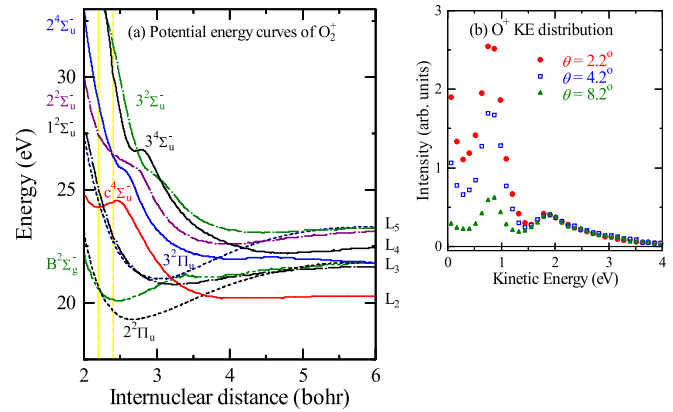 (a) Potential energy curves of O₂⁺
2⁴Σᵤ⁻
30
2²Σᵤ⁻
3²Σᵤ⁻
1²Σᵤ⁻
3⁴Σᵤ⁻
25
c⁴Σᵤ⁻
Energy (eV)
L₅
L₄
B²Σg⁻
3²Πᵤ
L₃
20
L₂
2²Πᵤ
2 3 4 5 6
Internuclear distance (bohr)
(b) O⁺ KE distribution
3
θ = 2.2°
θ = 4.2°
2
θ = 8.2°
Intensity (arb. units)
1
0
0 1 2 3 4
Kinetic Energy (eV)